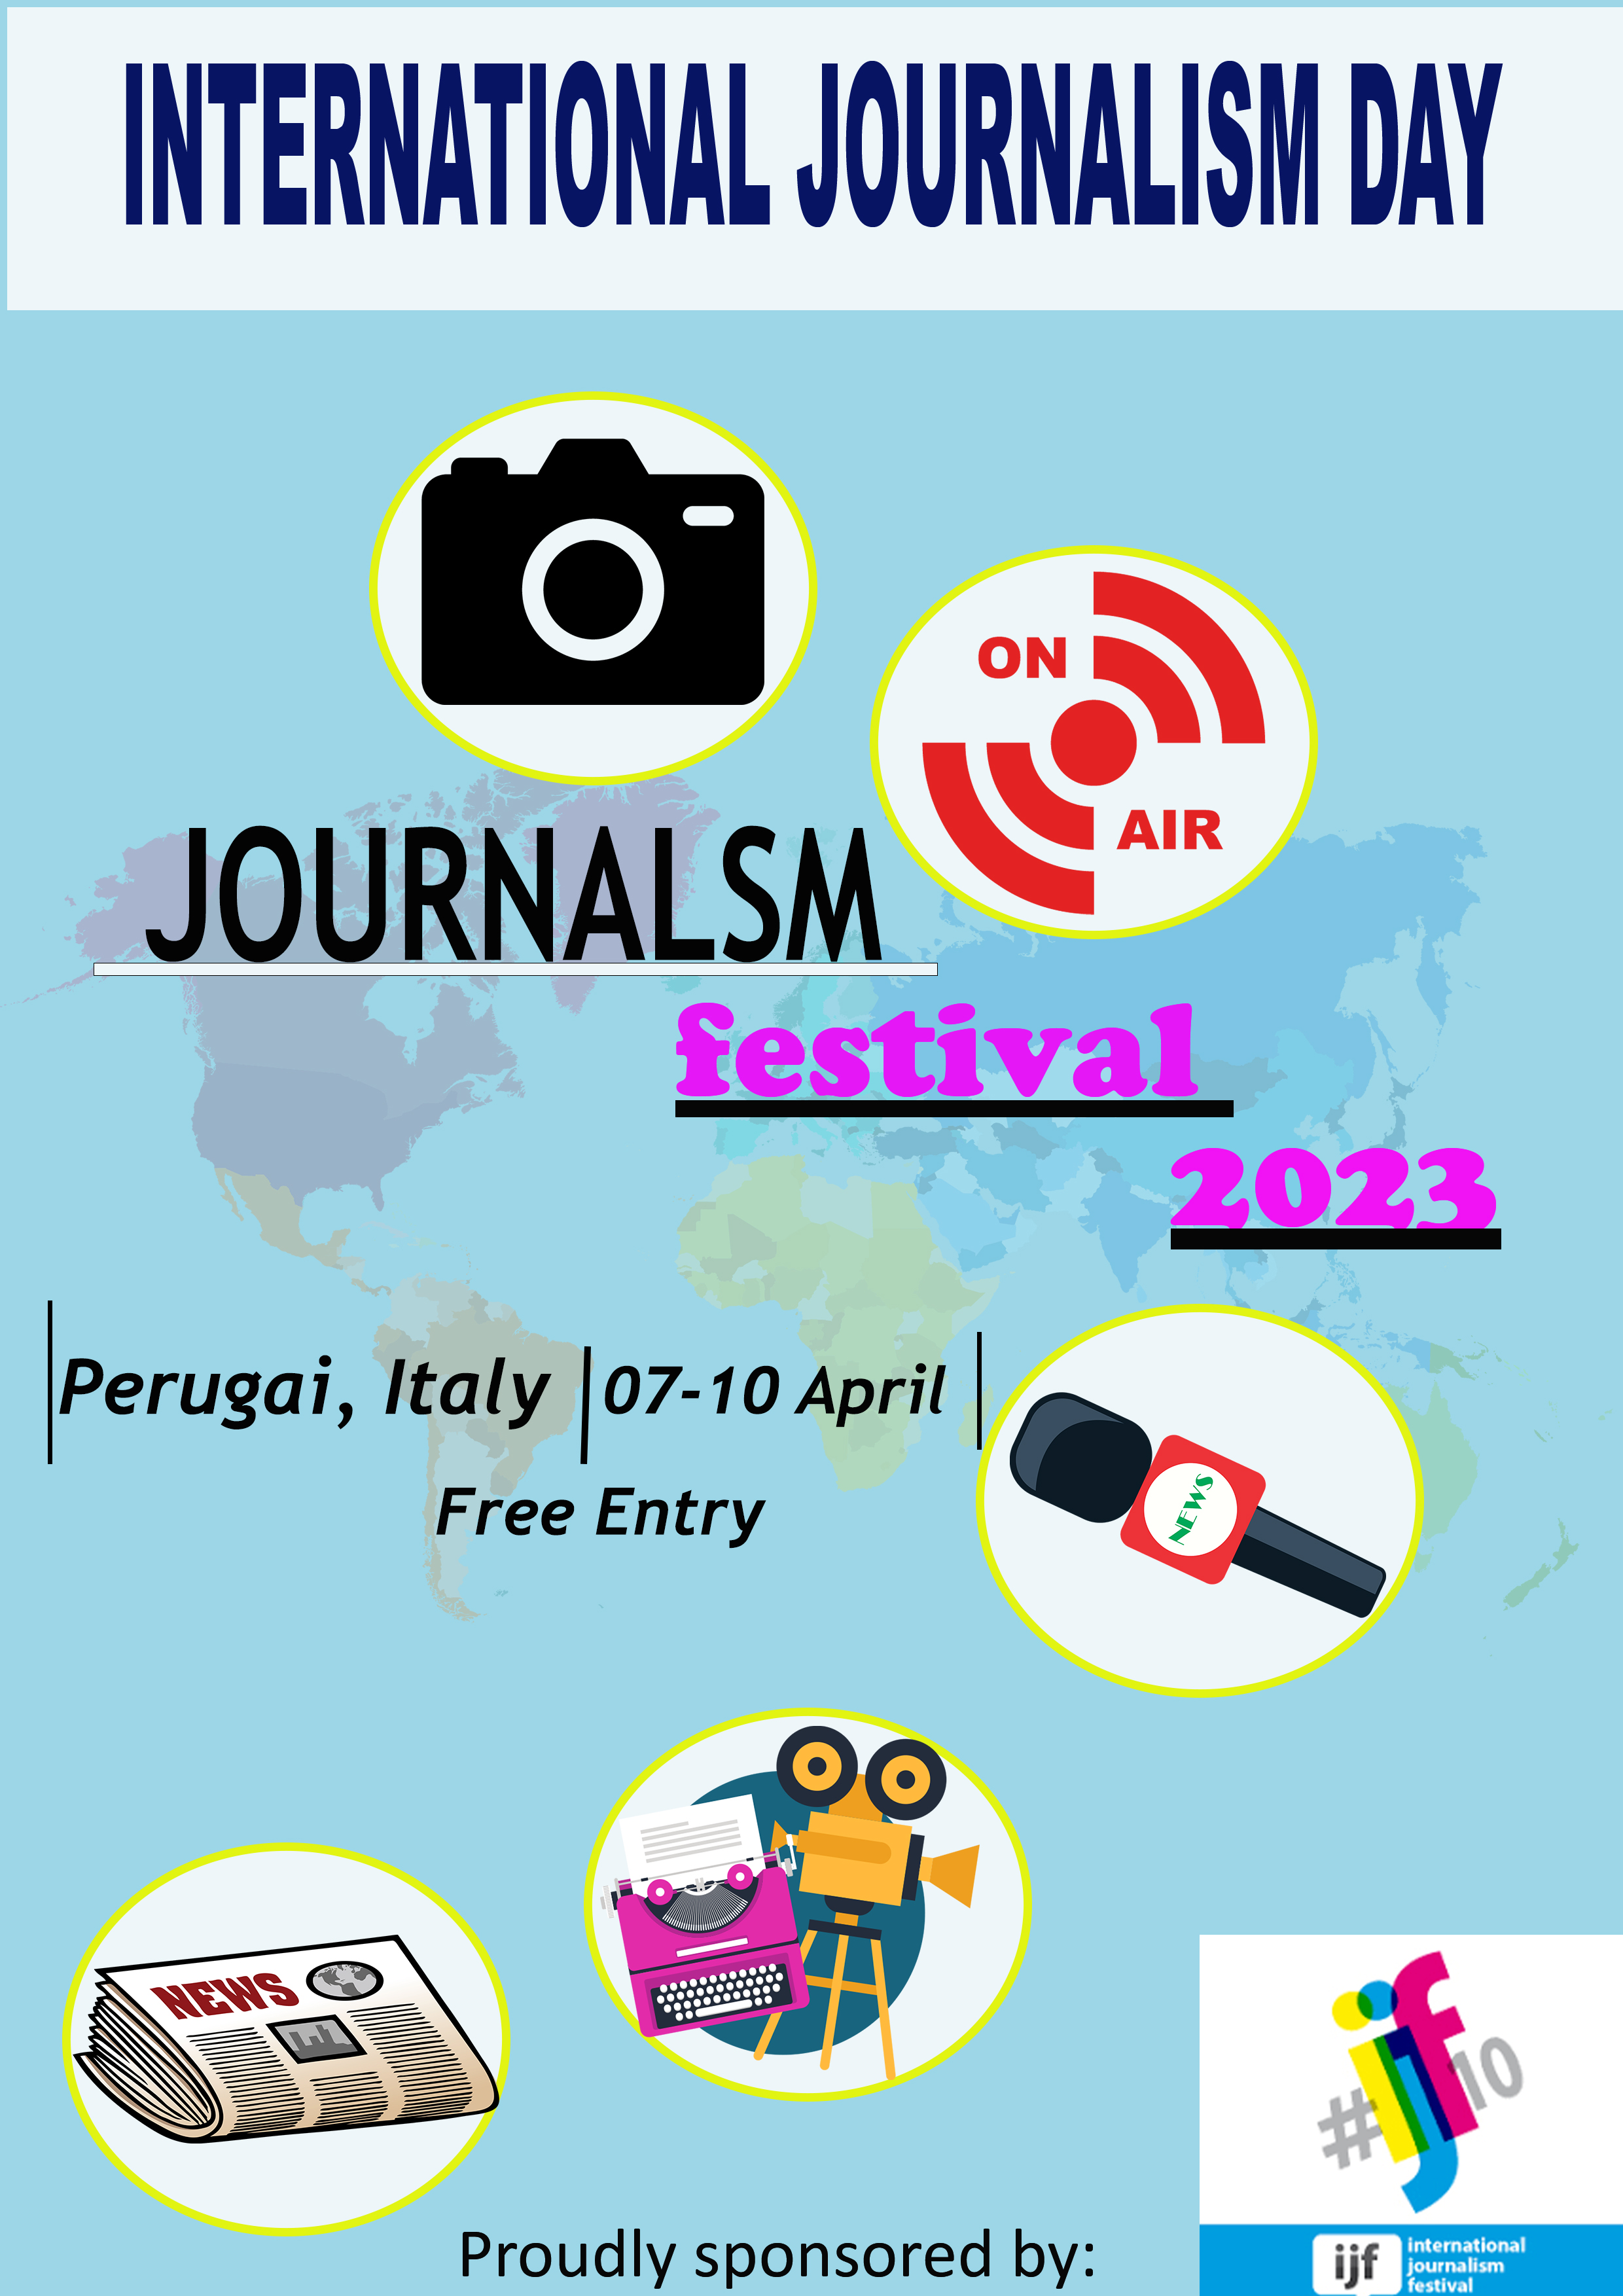 INTERNATIONAL JOURNALISM DAY
ON
AIR
JOURNALSM
festival
2023
Perugai, Italy
07-10 April
Free Entry
NEWS
NEWS
#ijf10
Proudly sponsored by:
ijf
international
journalism
festival